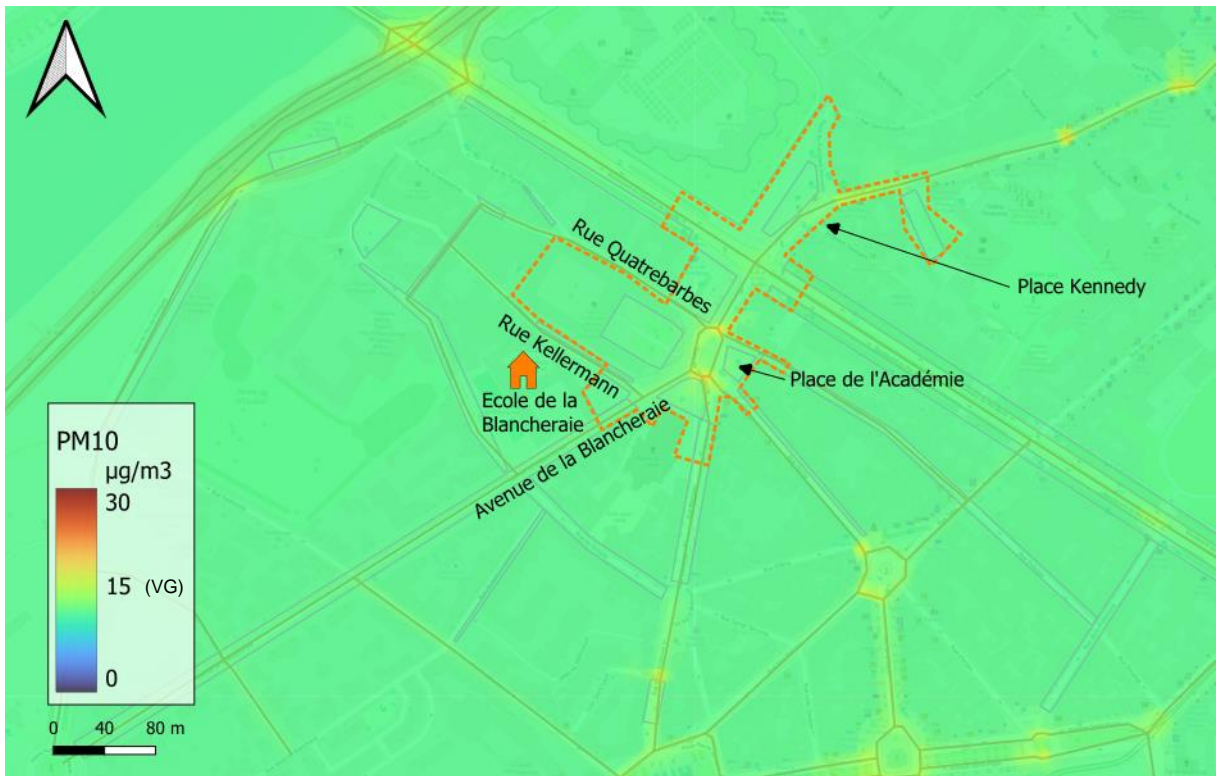 Rue Quatrebarbes
Place Kennedy
Rue Kellermann
Place de l'Académie
Ecole de la
Blancheraie
Avenue de la Blancheraie
PM10
µg/m3
30
15 (VG)
0
0 40 80 m